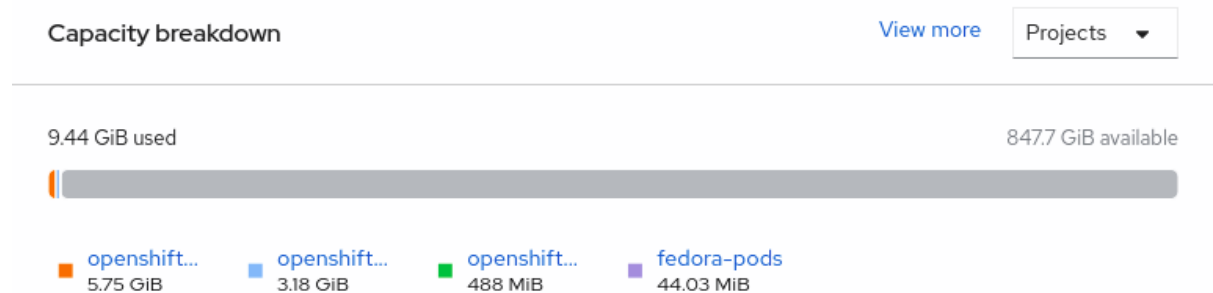 Capacity breakdown
View more
Projects
9.44 GiB used
847.7 GiB available
openshift... openshift... openshift... fedora-pods
5.75 GiB 3.18 GiB 488 MiB 44.03 MiB